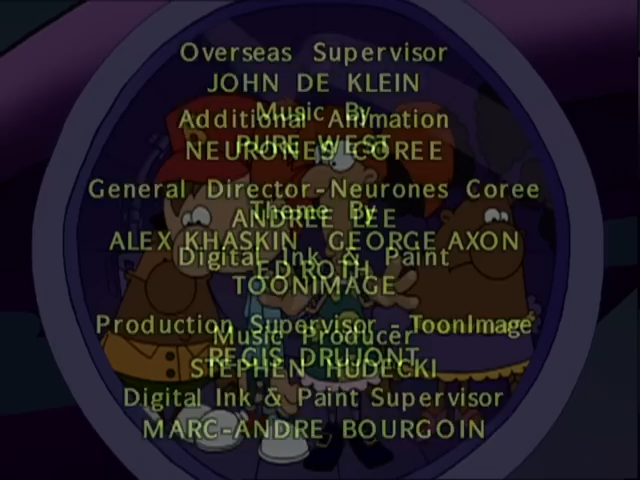 Overseas Supervisor
JOHN DE KLEIN
Music By
Additional Animation
PURE WEST
NEURONES COREE
General Director-Neurones Coree
Theme By
ANDREE LEE
ALEX KHASKIN GEORGE AXON
Digital Ink & Paint
ED ROTH
TOONIMAGE
Production Supervisor - ToonImage
Music Producer
REGIS DRUJONT
STEPHEN HUDECKI
Digital Ink & Paint Supervisor
MARC-ANDRE BOURGOIN